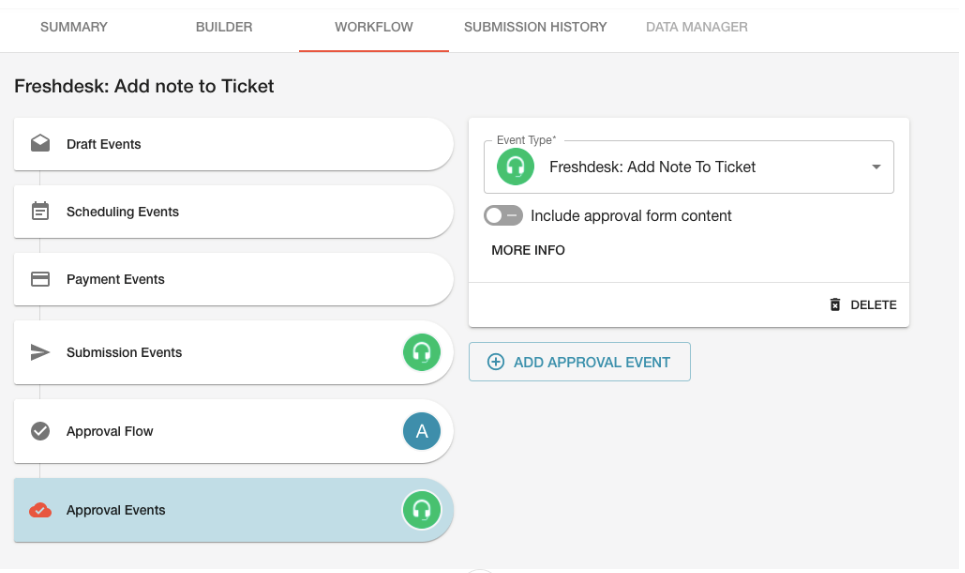 SUMMARY BUILDER WORKFLOW SUBMISSION HISTORY DATA MANAGER
Freshdesk: Add note to Ticket
Draft Events
Scheduling Events
Payment Events
Submission Events
Approval Flow A
Approval Events
Event Type*
Freshdesk: Add Note To Ticket
Include approval form content
MORE INFO
DELETE
ADD APPROVAL EVENT